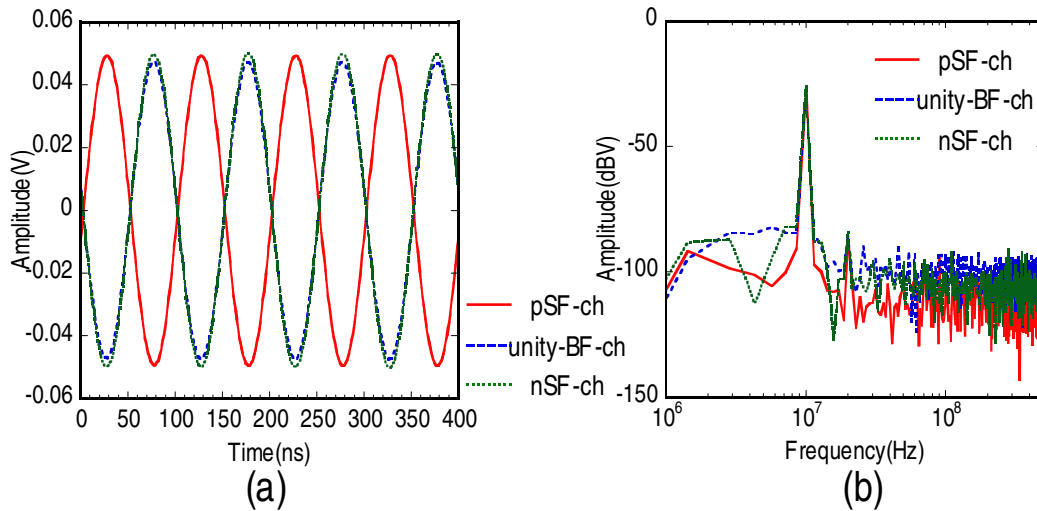 0.06
0.04
0.02
0
-0.02
-0.04
-0.06
Amplitude(V)
0 50 100 150 200 250 300 350 400
Time(ns)
pSF-ch
unity-BF-ch
nSF-ch
(a)
0
-50
-100
-150
Amplitude(dBV)
pSF-ch
unity-BF-ch
nSF-ch
10^6 10^7 10^8
Frequency(Hz)
(b)